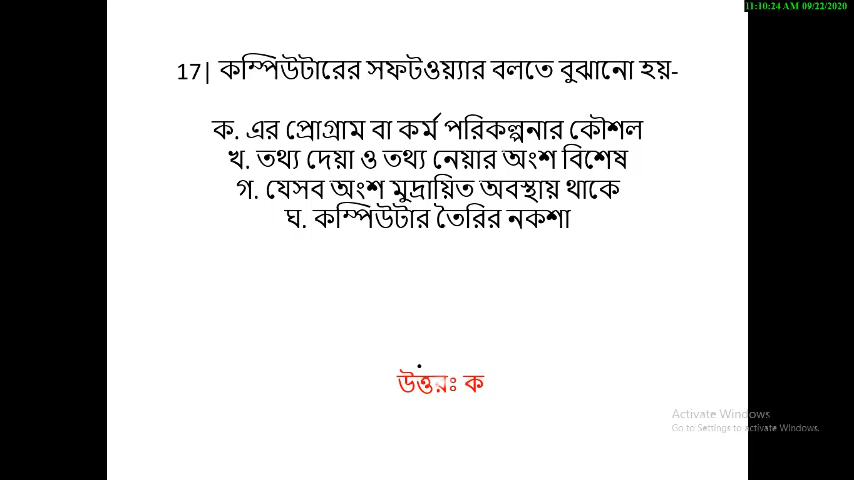 11:10:24 AM 09/22/2020
17| কম্পিউটারের সফটওয়্যার বলতে বুঝানো হয়-
ক. এর প্রোগ্রাম বা কর্ম পরিকল্পনার কৌশল
খ. তথ্য দেয়া ও তথ্য নেয়ার অংশ বিশেষ
গ. যেসব অংশ মুদ্রায়িত অবস্থায় থাকে
ঘ. কম্পিউটার তৈরির নকশা
উত্তরঃ ক
Activate Windows
Go to Settings to activate Windows.